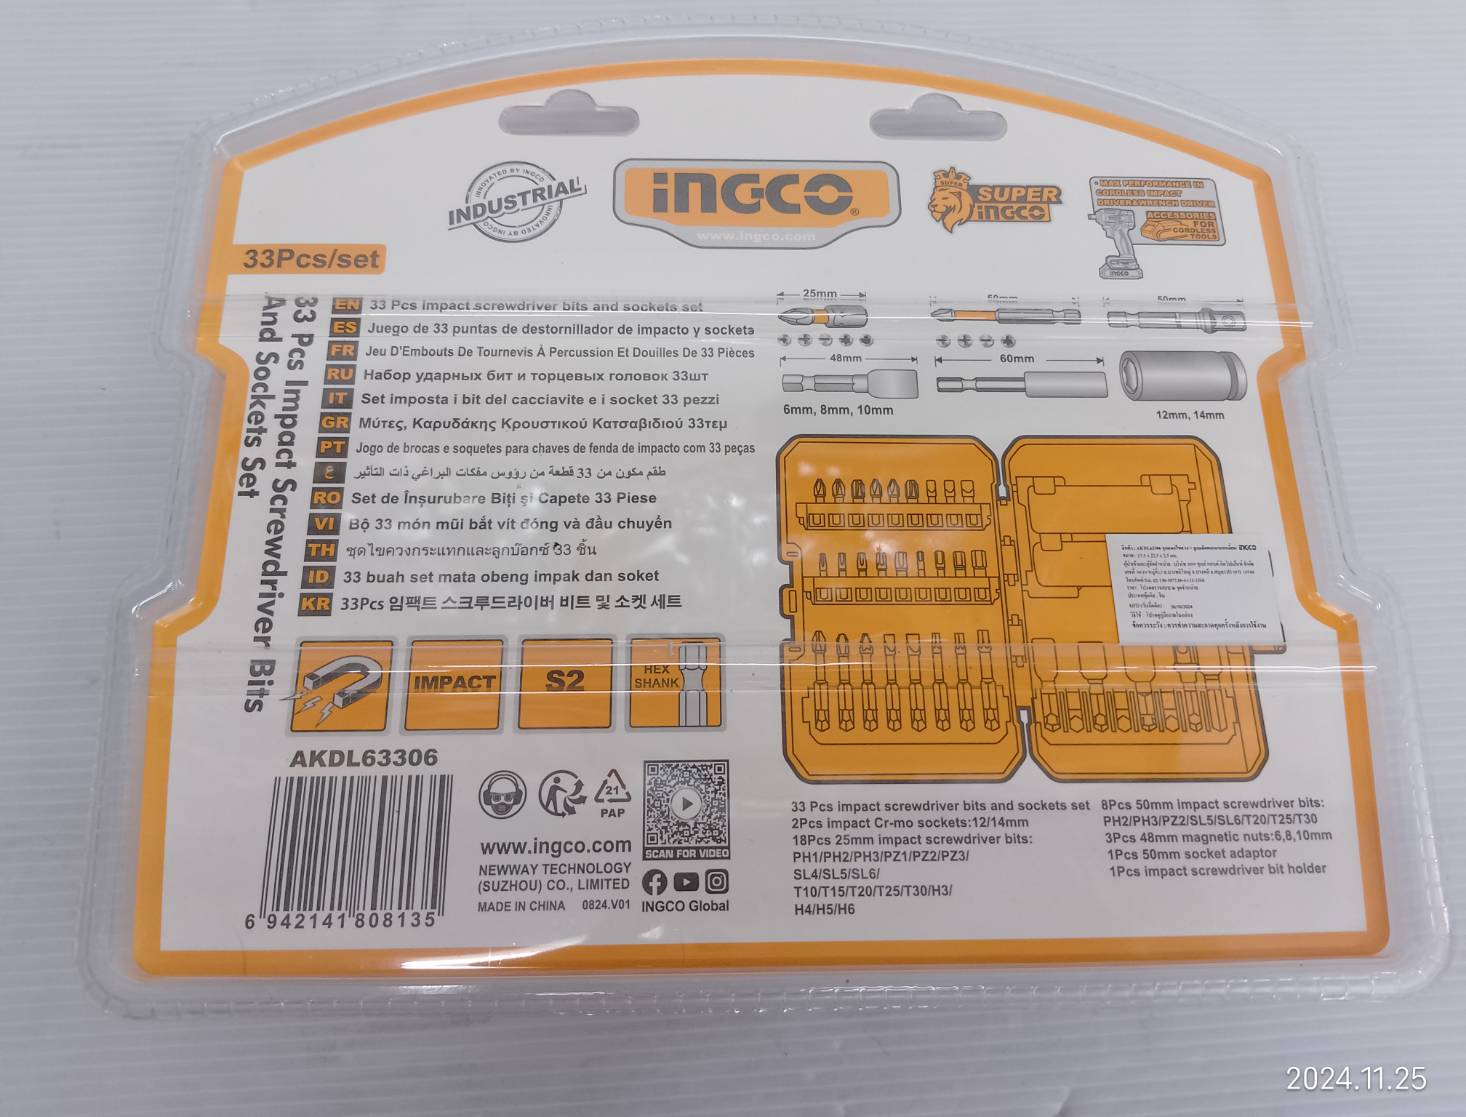 INNOVATED BY INGCO
INDUSTRIAL
INNOVATED BY INGCO
INGCO®
www.ingco.com
SUPER
SUPER
INGCO
MAX PERFORMANCE IN
CORDLESS IMPACT
DRIVER&WRENCH DRIVER
ACCESSORIES
FOR
CORDLESS
TOOLS
INGCO
33Pcs/set
33 Pcs Impact Screwdriver Bits
And Sockets Set
EN 33 Pcs impact screwdriver bits and sockets set
ES Juego de 33 puntas de destornillador de impacto y socketa
FR Jeu D'Embouts De Tournevis À Percussion Et Douilles De 33 Pièces
RU Набор ударных бит и торцевых головок 33шт
IT Set imposta i bit del cacciavite e i socket 33 pezzi
GR Μύτες, Καρυδάκης Κρουστικού Κατσαβιδιού 33τεμ
PT Jogo de brocas e soquetes para chaves de fenda de impacto com 33 peças
ع طقم مكون من 33 قطعة من رؤوس مفكات البراغي ذات التأثير
RO Set de Înșurubare Biți și Capete 33 Piese
VI Bộ 33 món mũi bắt vít đóng và đầu chuyển
TH ชุดไขควงกระแทกและลูกบ๊อกซ์ 33 ชิ้น
ID 33 buah set mata obeng impak dan soket
KR 33Pcs 임팩트 스크루드라이버 비트 및 소켓 세트
25mm
50mm
50mm
48mm
60mm
6mm, 8mm, 10mm
12mm, 14mm
INGCO
IMPACT
S2
HEX
SHANK
AKDL63306
6 942141 808135
21
PAP
www.ingco.com
NEWWAY TECHNOLOGY
(SUZHOU) CO., LIMITED
MADE IN CHINA 0824.V01
SCAN FOR VIDEO
INGCO Global
33 Pcs impact screwdriver bits and sockets set
2Pcs impact Cr-mo sockets:12/14mm
18Pcs 25mm impact screwdriver bits:
PH1/PH2/PH3/PZ1/PZ2/PZ3/
SL4/SL5/SL6/
T10/T15/T20/T25/T30/H3/
H4/H5/H6
8Pcs 50mm impact screwdriver bits:
PH2/PH3/PZ2/SL5/SL6/T20/T25/T30
3Pcs 48mm magnetic nuts:6,8,10mm
1Pcs 50mm socket adaptor
1Pcs impact screwdriver bit holder
2024.11.25